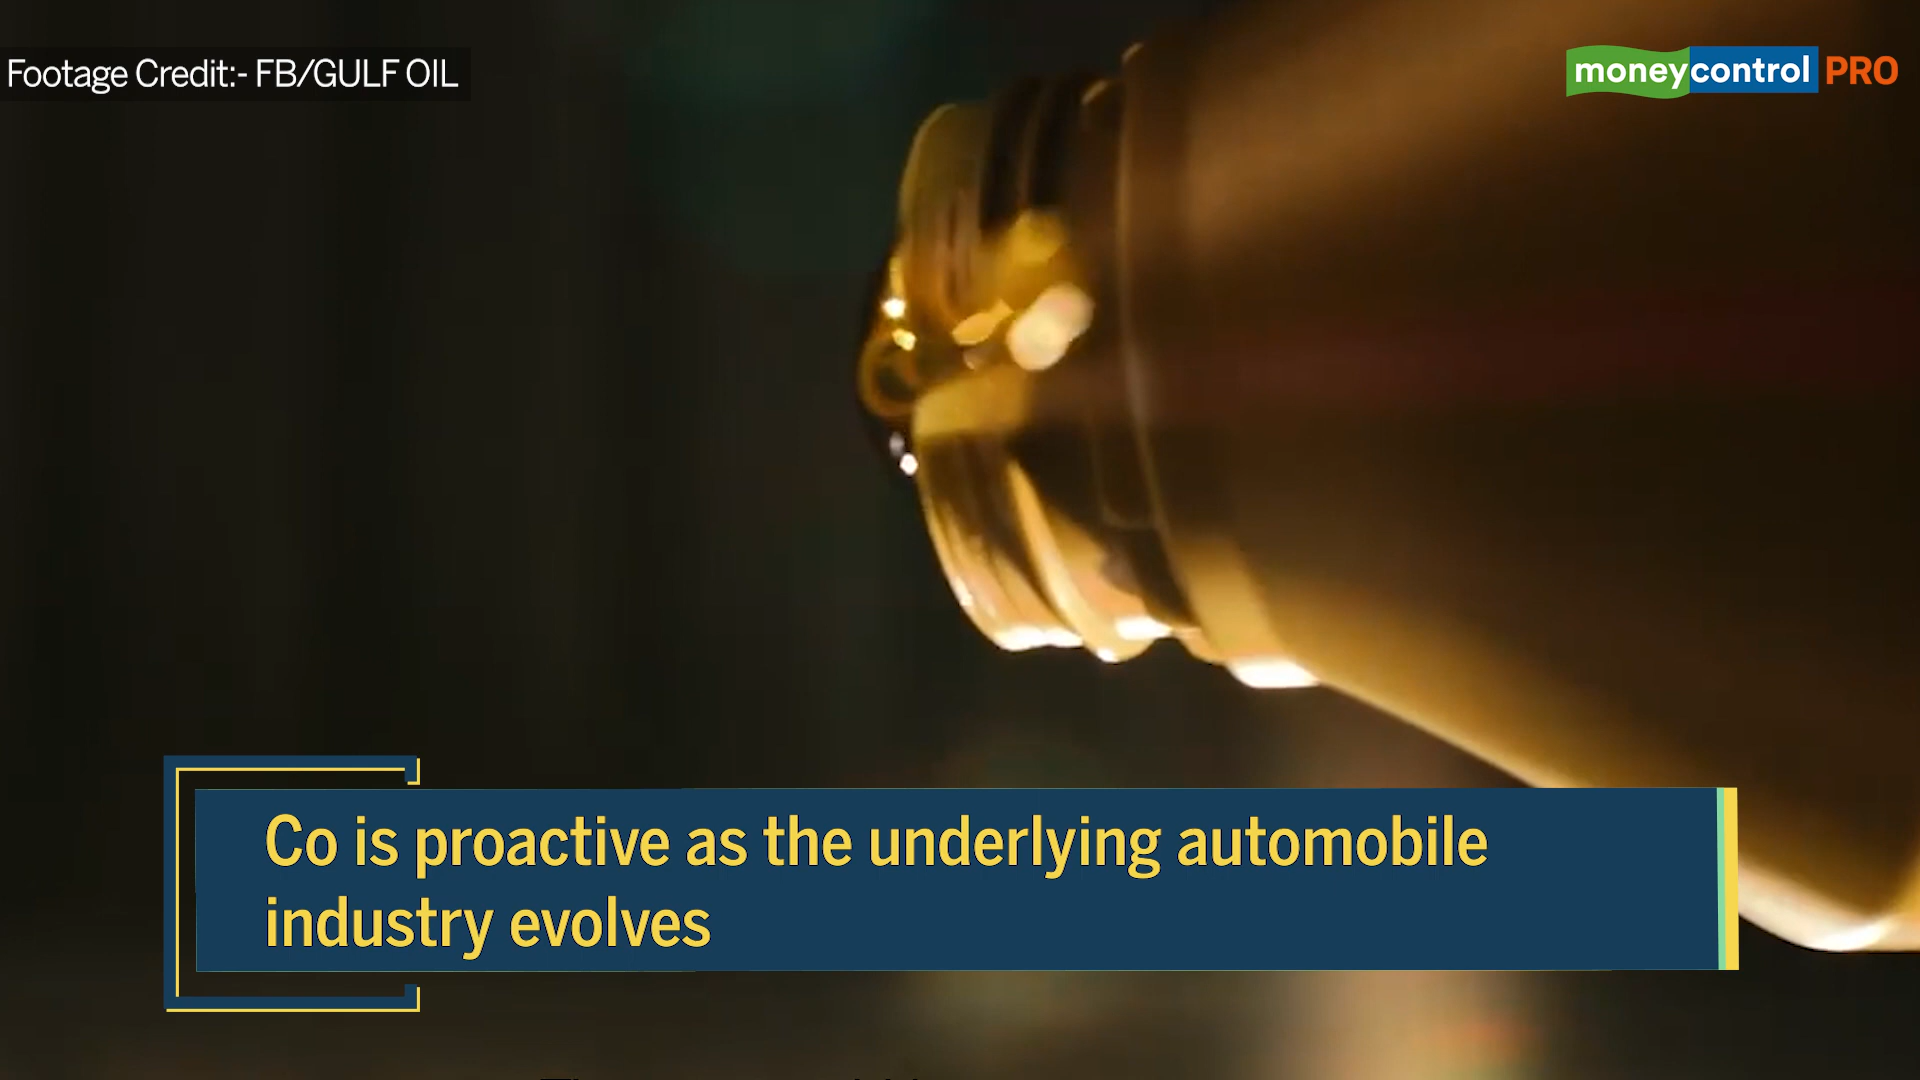 Footage Credit:- FB/GULF OIL
moneycontrol PRO
Co is proactive as the underlying automobile
industry evolves